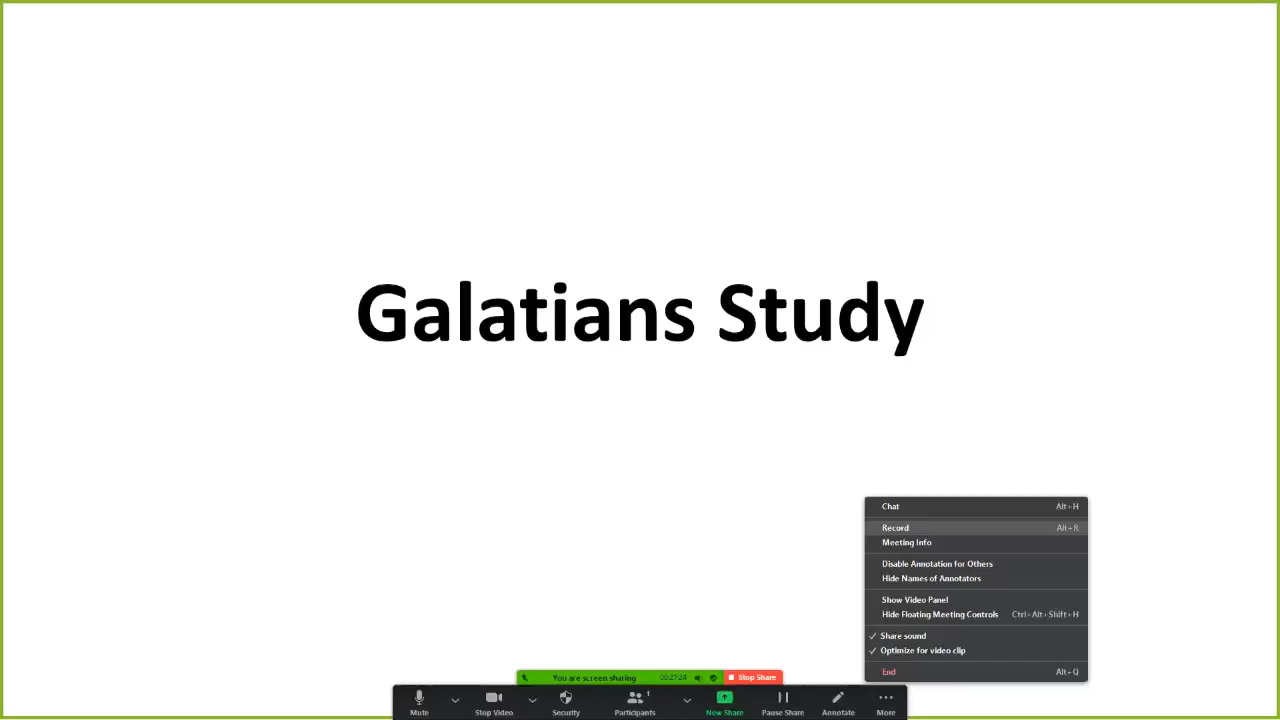 Galatians Study
Chat Alt+H
Record Alt+R
Meeting Info
Disable Annotation for Others
Hide Names of Annotators
Show Video Panel
Hide Floating Meeting Controls Ctrl+Alt+Shift+H
Share sound
Optimize for video clip
End Alt+Q
You are screen sharing 00:27:24 Stop Share
Mute Stop Video Security Participants 1 New Share Pause Share Annotate More